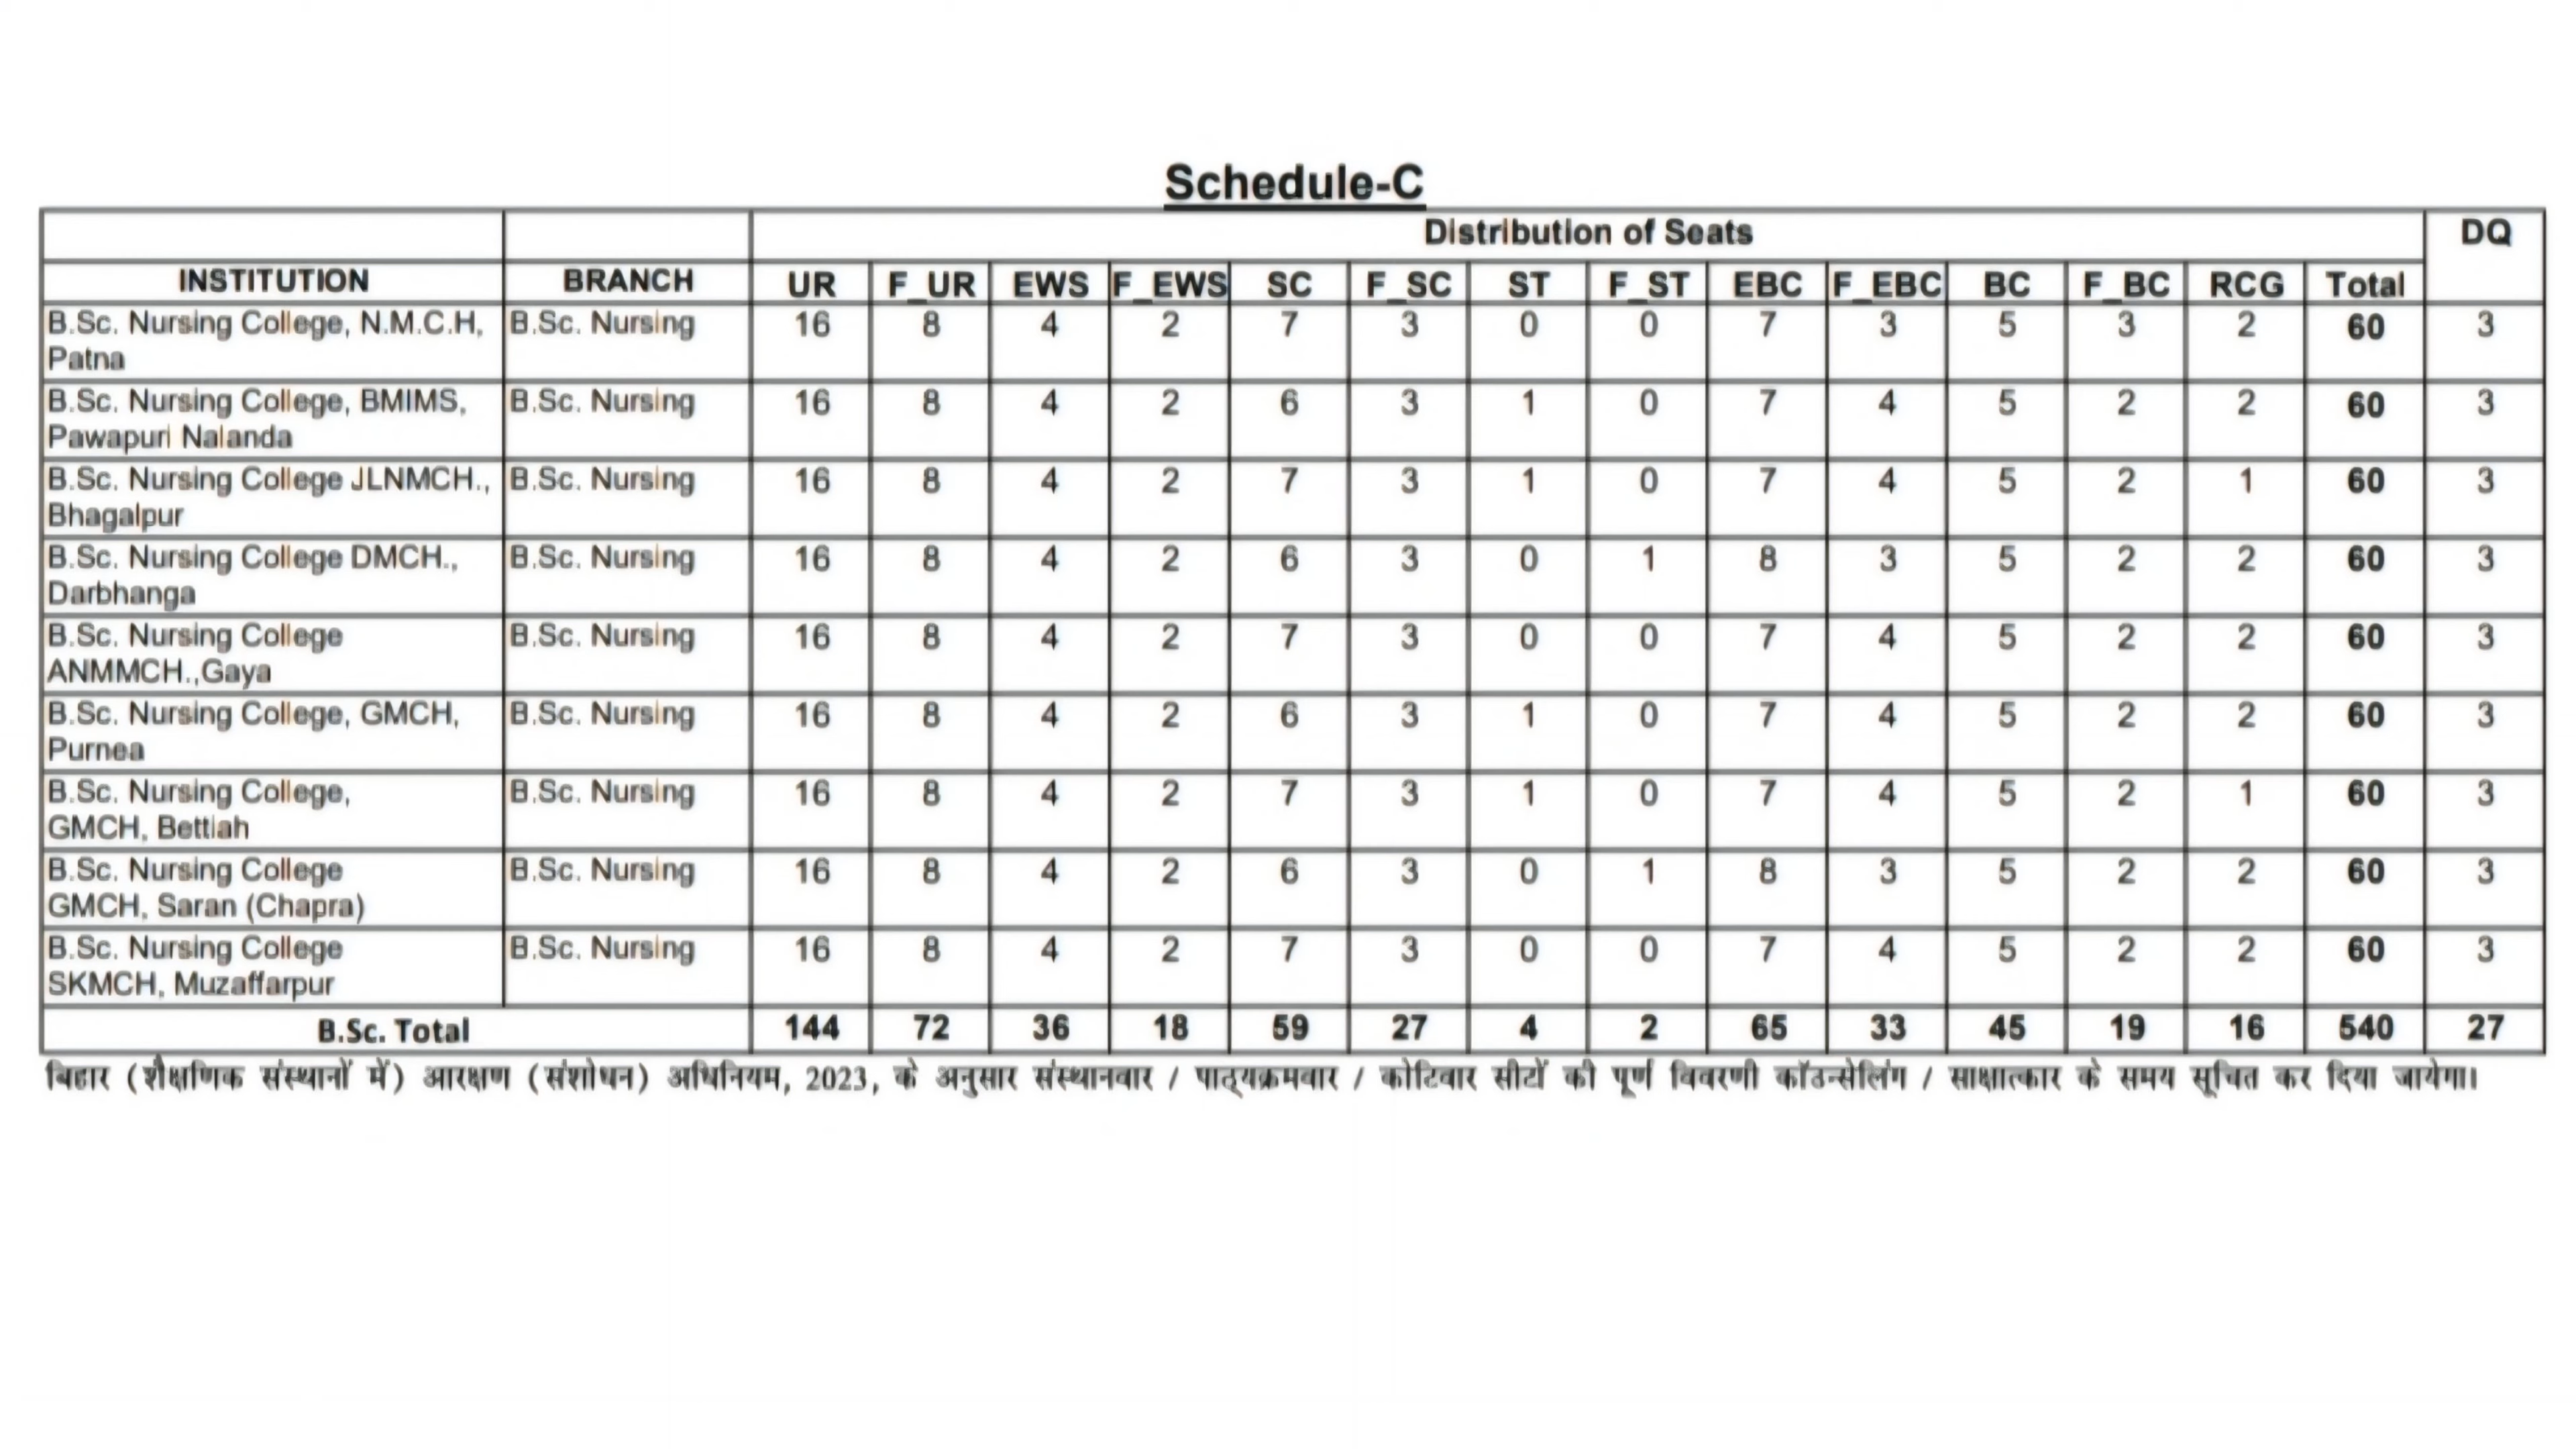 Schedule-C
Distribution of Seats DQ
INSTITUTION BRANCH UR F_UR EWS F_EWS SC F_SC ST F_ST EBC F_EBC BC F_BC RCG Total
B.Sc. Nursing College, N.M.C.H, B.Sc. Nursing 16 8 4 2 7 3 0 0 7 3 5 3 2 60 3
Patna
B.Sc. Nursing College, BMIMS, B.Sc. Nursing 16 8 4 2 6 3 1 0 7 4 5 2 2 60 3
Pawapuri Nalanda
B.Sc. Nursing College JLNMCH., B.Sc. Nursing 16 8 4 2 7 3 1 0 7 4 5 2 1 60 3
Bhagalpur
B.Sc. Nursing College DMCH., B.Sc. Nursing 16 8 4 2 6 3 0 1 8 3 5 2 2 60 3
Darbhanga
B.Sc. Nursing College B.Sc. Nursing 16 8 4 2 7 3 0 0 7 4 5 2 2 60 3
ANMMCH.,Gaya
B.Sc. Nursing College, GMCH, B.Sc. Nursing 16 8 4 2 6 3 1 0 7 4 5 2 2 60 3
Purnea
B.Sc. Nursing College, B.Sc. Nursing 16 8 4 2 7 3 1 0 7 4 5 2 1 60 3
GMCH, Bettiah
B.Sc. Nursing College B.Sc. Nursing 16 8 4 2 6 3 0 1 8 3 5 2 2 60 3
GMCH, Saran (Chapra)
B.Sc. Nursing College B.Sc. Nursing 16 8 4 2 7 3 0 0 7 4 5 2 2 60 3
SKMCH, Muzaffarpur
B.Sc. Total 144 72 36 18 59 27 4 2 65 33 45 19 16 540 27
बिहार (शैक्षणिक संस्थानों में) आरक्षण (संशोधन) अधिनियम, 2023, के अनुसार संस्थानवार / पाठ्यक्रमवार / कोटिवार सीटों की पूर्ण विवरणी कॉउन्सेलिंग / साक्षात्कार के समय सूचित कर दिया जायेगा।